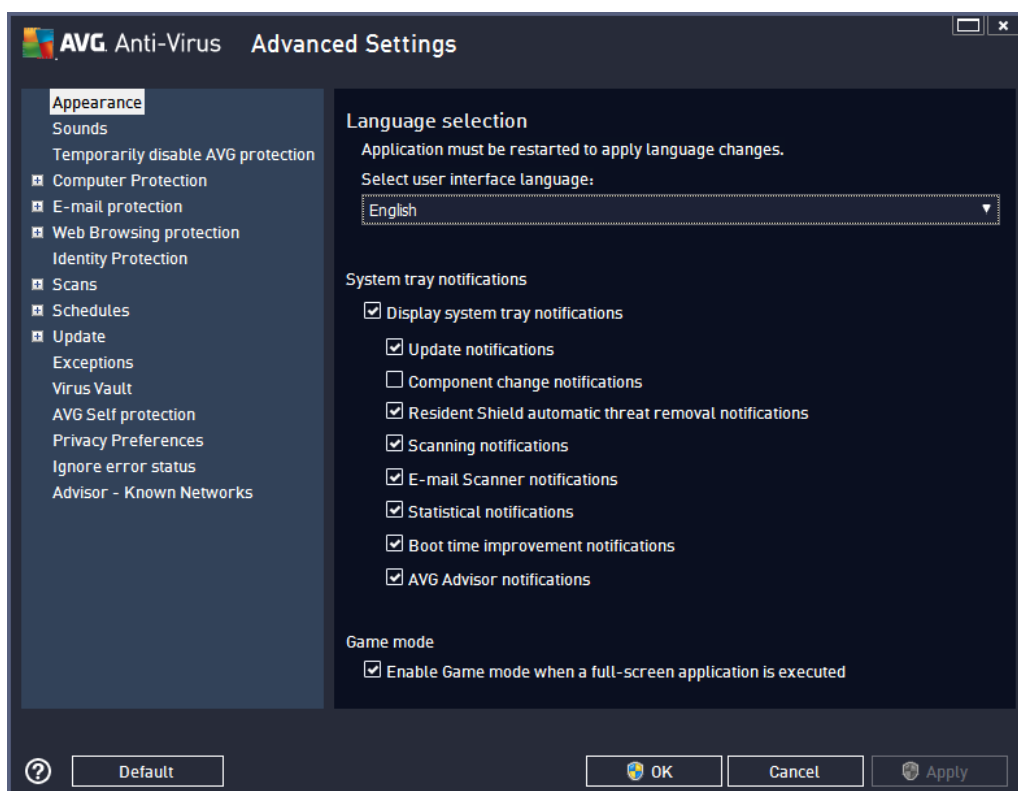 AVG. Anti-Virus Advanced Settings
Appearance
Sounds
Temporarily disable AVG protection
Computer Protection
E-mail protection
Web Browsing protection
Identity Protection
Scans
Schedules
Update
Exceptions
Virus Vault
AVG Self protection
Privacy Preferences
Ignore error status
Advisor - Known Networks
Language selection
Application must be restarted to apply language changes.
Select user interface language:
English
System tray notifications
Display system tray notifications
Update notifications
Component change notifications
Resident Shield automatic threat removal notifications
Scanning notifications
E-mail Scanner notifications
Statistical notifications
Boot time improvement notifications
AVG Advisor notifications
Game mode
Enable Game mode when a full-screen application is executed
? Default OK Cancel Apply